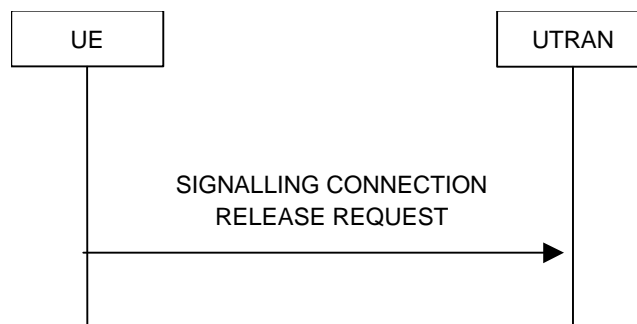 UE
UTRAN
SIGNALLING CONNECTION
RELEASE REQUEST